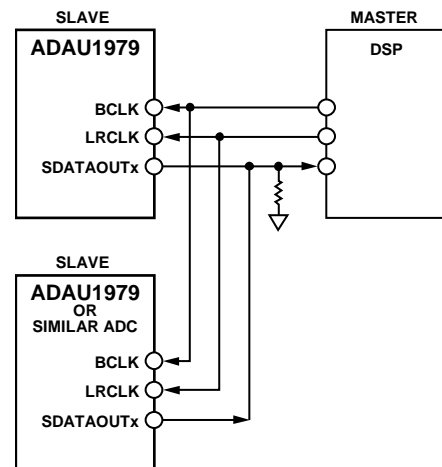 SLAVE
ADAU1979
BCLK
LRCLK
SDATAOUTx
MASTER
DSP
SLAVE
ADAU1979
OR
SIMILAR ADC
BCLK
LRCLK
SDATAOUTx